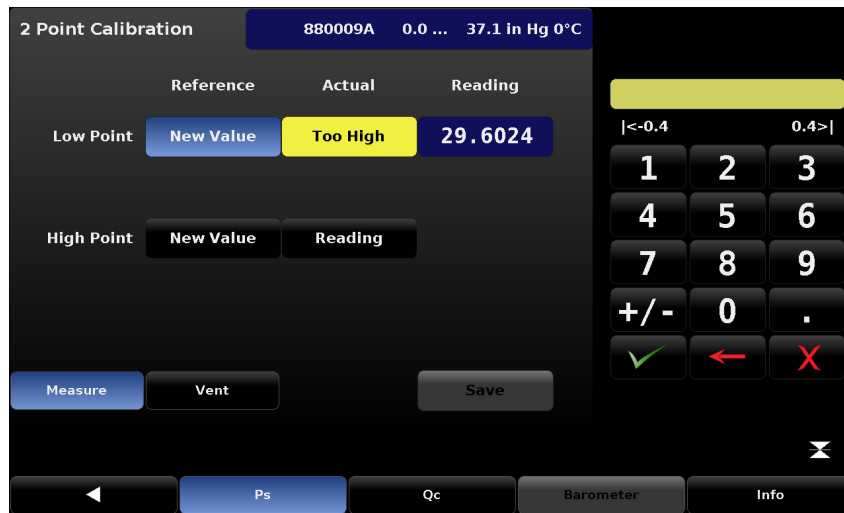 2 Point Calibration 880009A 0.0 ... 37.1 in Hg 0°C
Reference Actual Reading
Low Point New Value Too High 29.6024
High Point New Value Reading
Measure Vent Save
|<-0.4 0.4>|
1 2 3
4 5 6
7 8 9
+/- 0 .
X
Ps Qc Barometer Info